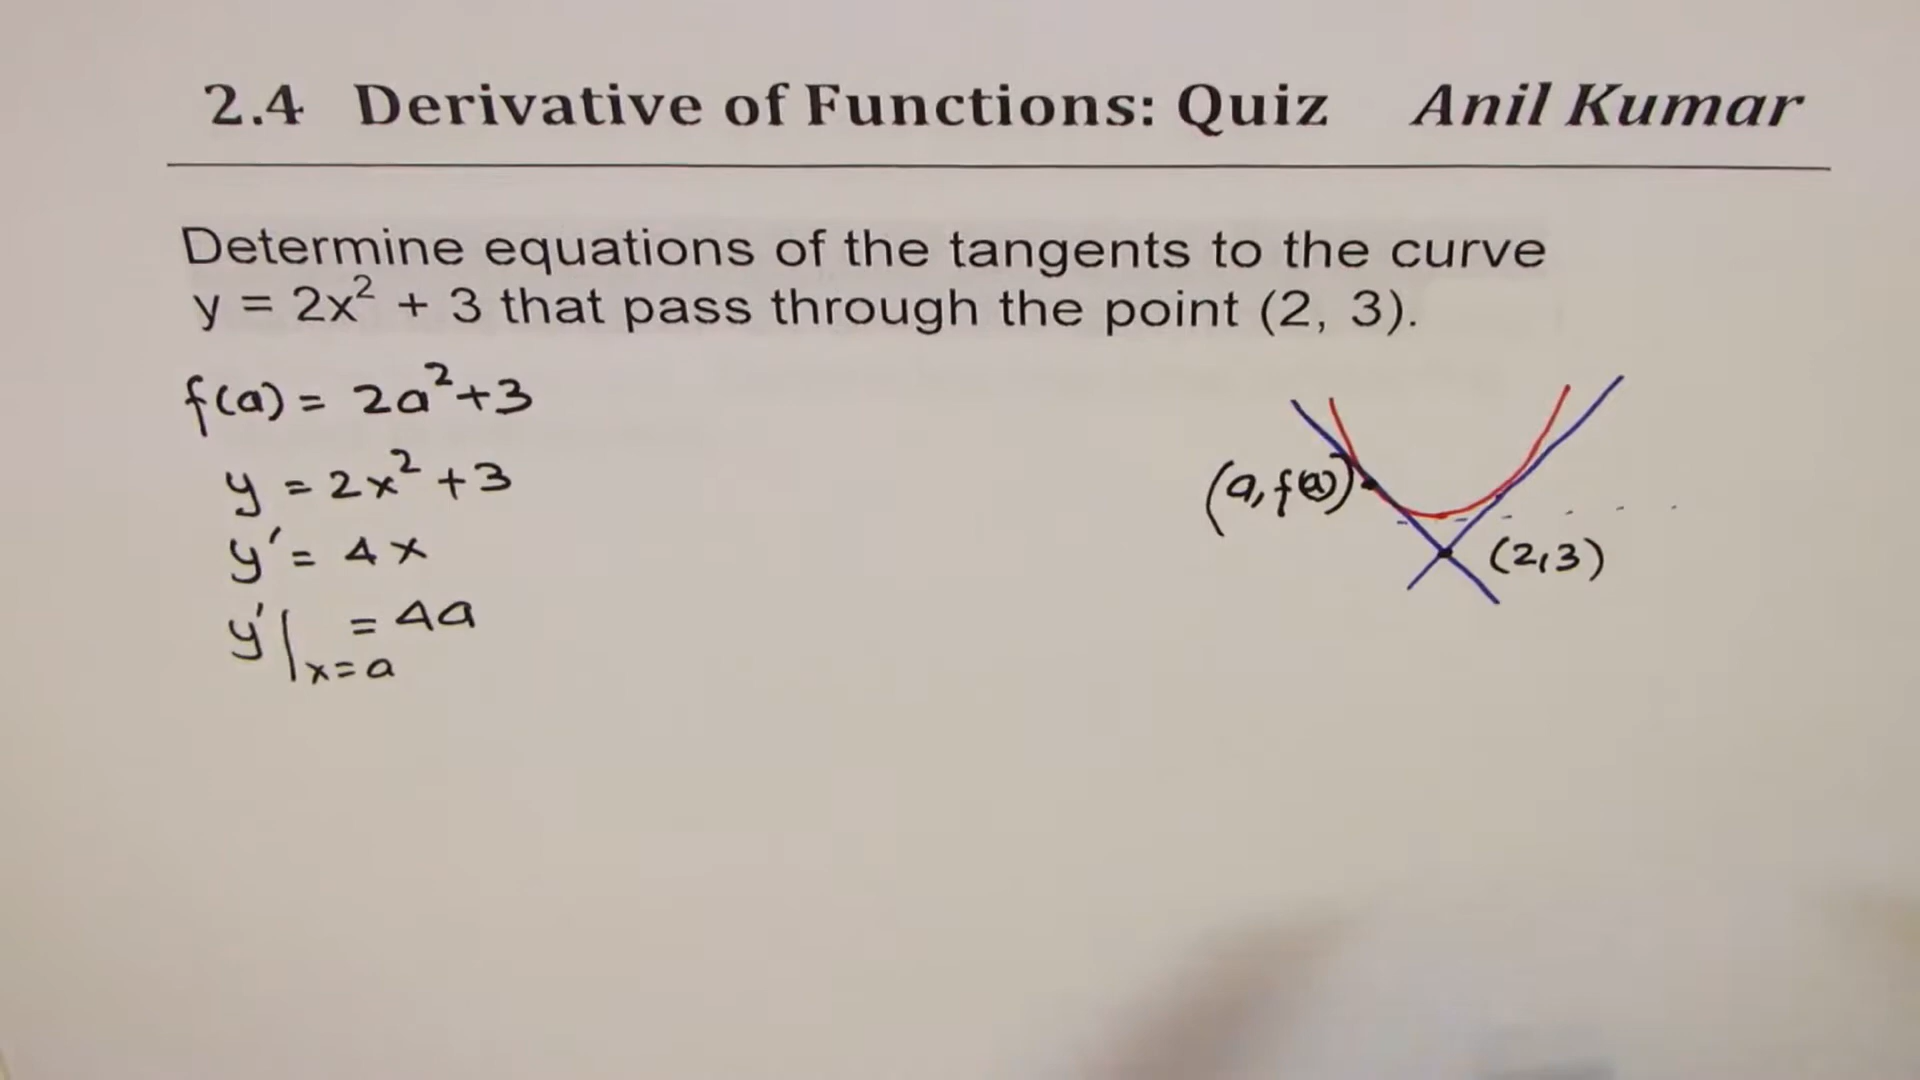 2.4 Derivative of Functions: Quiz Anil Kumar
Determine equations of the tangents to the curve
y = 2x² + 3 that pass through the point (2, 3).
f(a) = 2a²+3
y = 2x²+3
y' = 4x
y'|x=a = 4a
(a, f(a))
(2,3)